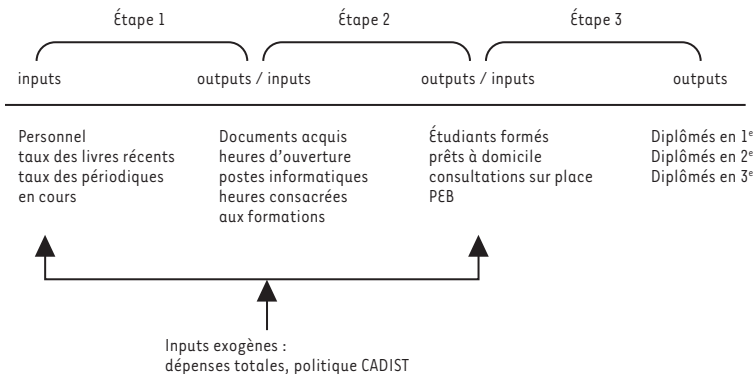 Étape 1 Étape 2 Étape 3
inputs outputs / inputs outputs / inputs outputs
Personnel
taux des livres récents
taux des périodiques
en cours
Documents acquis
heures d'ouverture
postes informatiques
heures consacrées
aux formations
Étudiants formés
prêts à domicile
consultations sur place
PEB
Diplômés en 1e
Diplômés en 2e
Diplômés en 3e
Inputs exogènes :
dépenses totales, politique CADIST